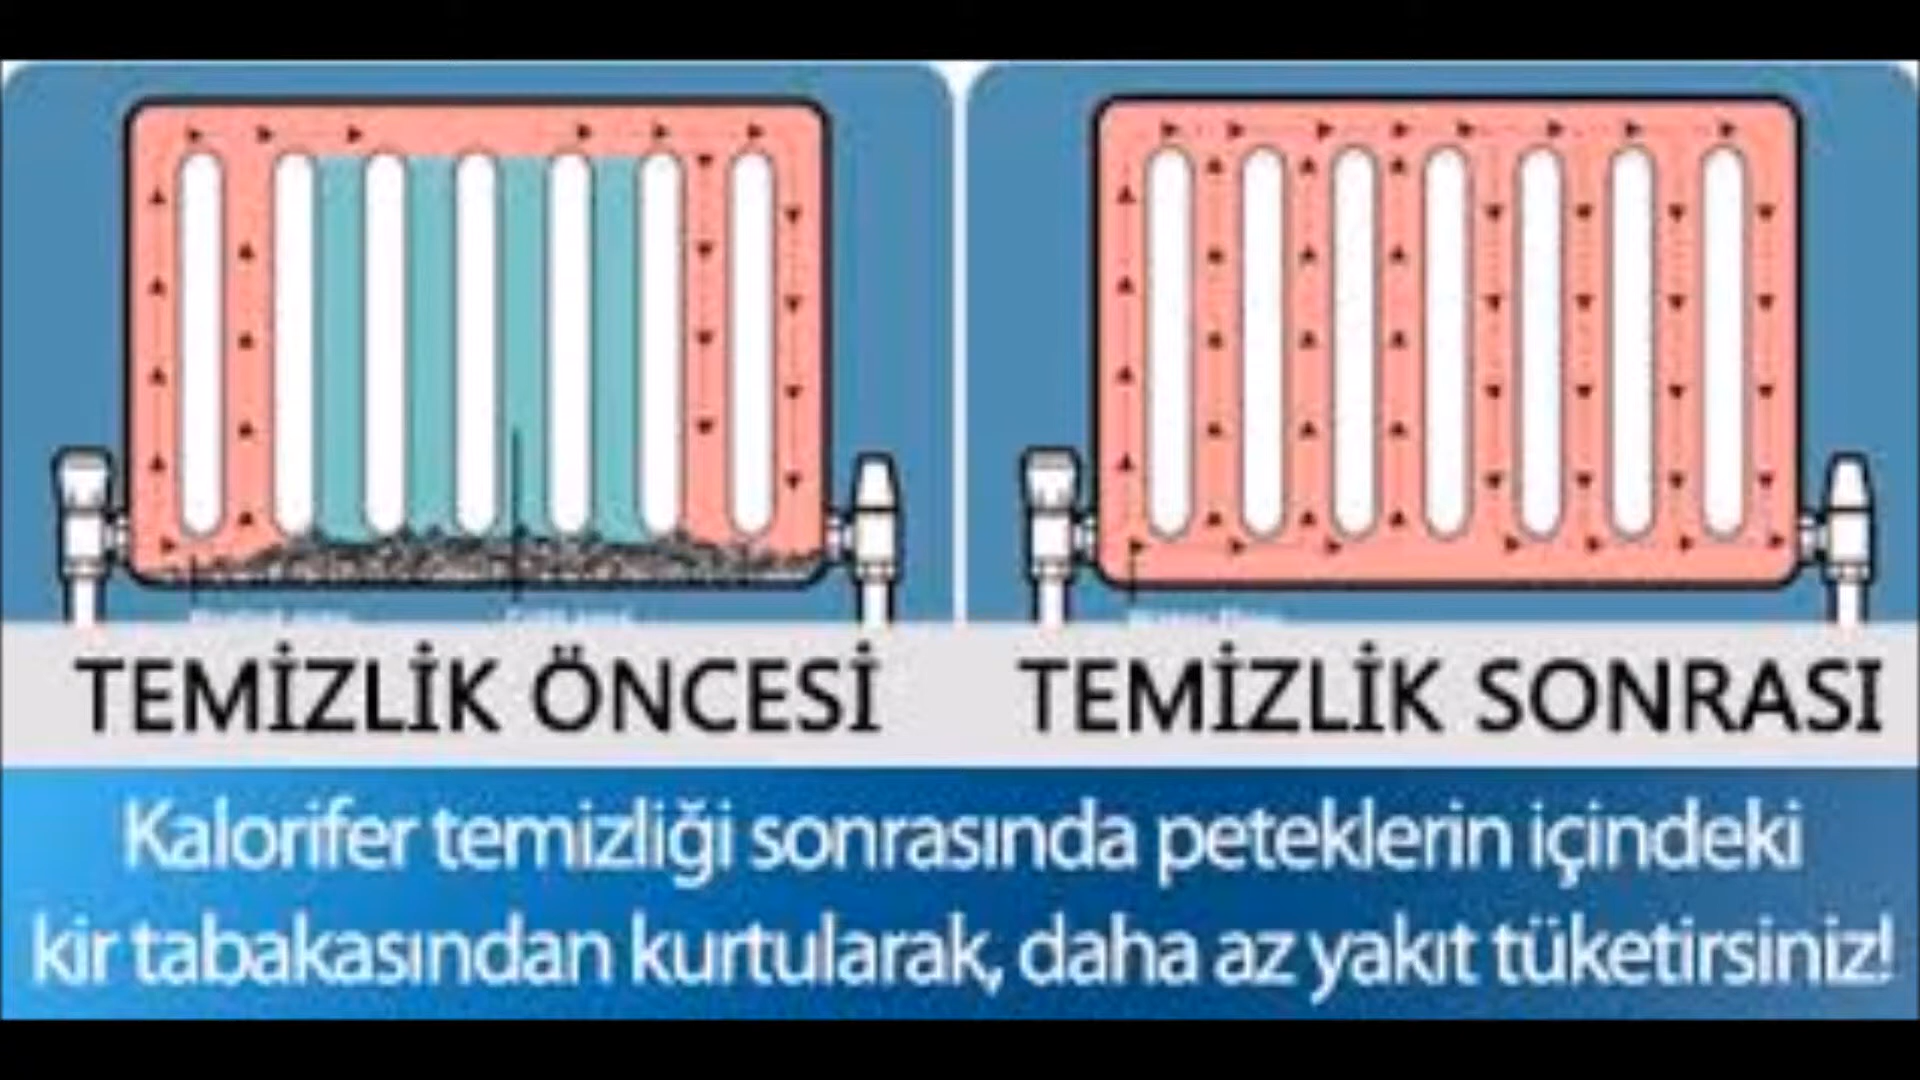 TEMİZLİK ÖNCESİ
TEMİZLİK SONRASI
Kalorifer temizliği sonrasında peteklerin içindeki
kir tabakasından kurtularak, daha az yakıt tüketirsiniz!